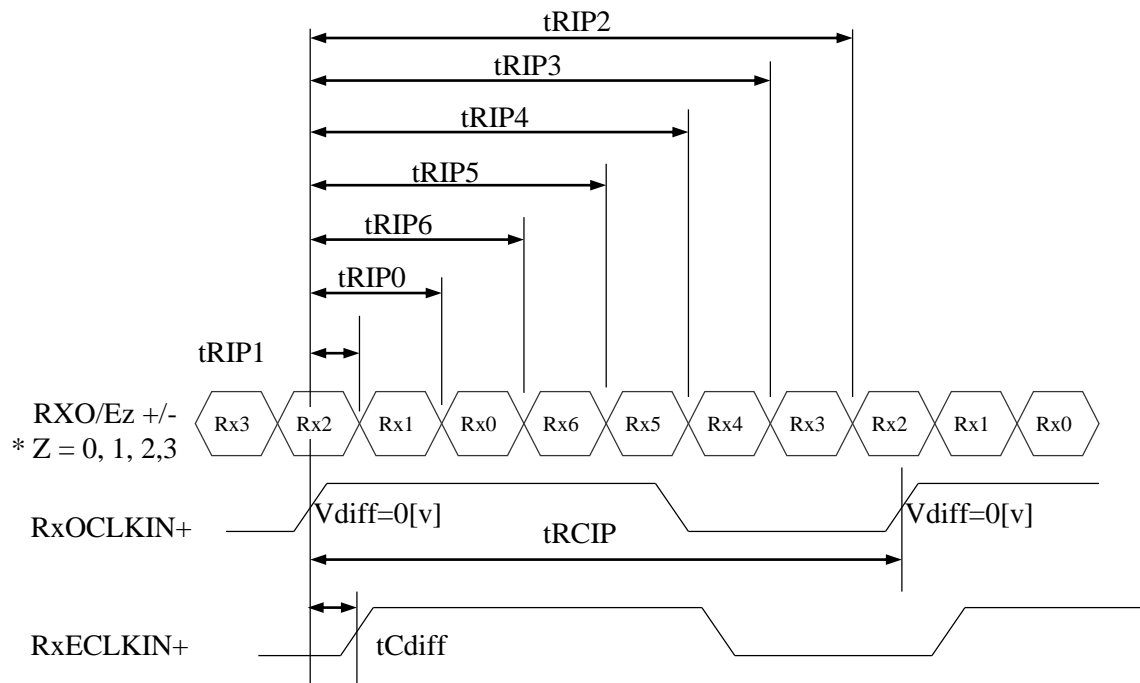 tRIP2
tRIP3
tRIP4
tRIP5
tRIP6
tRIP0
tRIP1
RXO/Ez +/-
* Z = 0, 1, 2,3
Rx3 Rx2 Rx1 Rx0 Rx6 Rx5 Rx4 Rx3 Rx2 Rx1 Rx0
RxOCLKIN+
Vdiff=0[v] Vdiff=0[v]
tRCIP
RxECLKIN+
tCdiff